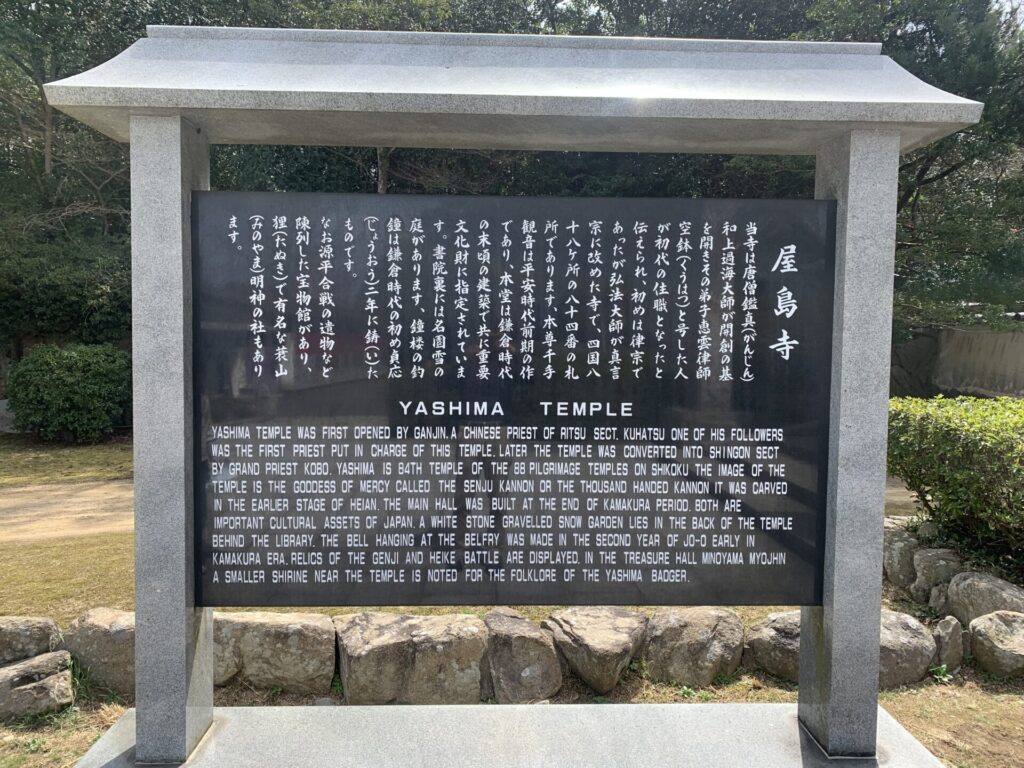 屋島寺
当寺は唐僧鑑真(がんじん)
和上過海大師が開創の基
を開きその弟子恵雲律師
空鉢(くうはつ)と号した人
が初代の住職となったと
伝えられ、初めは律宗で
あったが弘法大師が真言
宗に改めた寺で、四国八
十八ケ所の八十四番の札
所であります。本尊千手
観音は平安時代前期の作
であり、本堂は鎌倉時代
の末頃の建築で共に重要
文化財に指定されていま
す。書院裏には名園雪の
庭があります、鐘楼の釣
鐘は鎌倉時代の初め貞応
(じょうおう)二年に鋳(い)た
ものです。
なお源平合戦の遺物など
陳列した宝物館があり、
狸(たぬき)で有名な蓑山
(みのやま)明神の社もあり
ます。
YASHIMA TEMPLE
YASHIMA TEMPLE WAS FIRST OPENED BY GANJIN. A CHINESE PRIEST OF RITSU SECT. KUHATSU ONE OF HIS FOLLOWERS
WAS THE FIRST PRIEST PUT IN CHARGE OF THIS TEMPLE. LATER THE TEMPLE WAS CONVERTED INTO SHINGON SECT
BY GRAND PRIEST KOBO. YASHIMA IS 84TH TEMPLE OF THE 88 PILGRIMAGE TEMPLES ON SHIKOKU THE IMAGE OF THE
TEMPLE IS THE GODDESS OF MERCY CALLED THE SENJU KANNON OR THE THOUSAND HANDED KANNON IT WAS CARVED
IN THE EARLIER STAGE OF HEIAN. THE MAIN HALL WAS BUILT AT THE END OF KAMAKURA PERIOD. BOTH ARE
IMPORTANT CULTURAL ASSETS OF JAPAN. A WHITE STONE GRAVELLED SNOW GARDEN LIES IN THE BACK OF THE TEMPLE
BEHIND THE LIBRARY. THE BELL HANGING AT THE BELFRY WAS MADE IN THE SECOND YEAR OF JO-O EARLY IN
KAMAKURA ERA. RELICS OF THE GENJI AND HEIKE BATTLE ARE DISPLAYED. IN THE TREASURE HALL MINOYAMA MYOJHIN
A SMALLER SHIRINE NEAR THE TEMPLE IS NOTED FOR THE FOLKLORE OF THE YASHIMA BADGER.